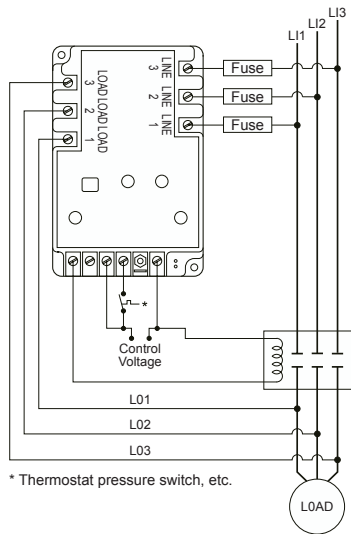 LI3
LI2
LI1
LINE 3
Fuse
LINE 2
Fuse
LINE 1
Fuse
LOAD 3
LOAD 2
LOAD 1
*
Control
Voltage
L01
L02
L03
* Thermostat pressure switch, etc.
L0AD